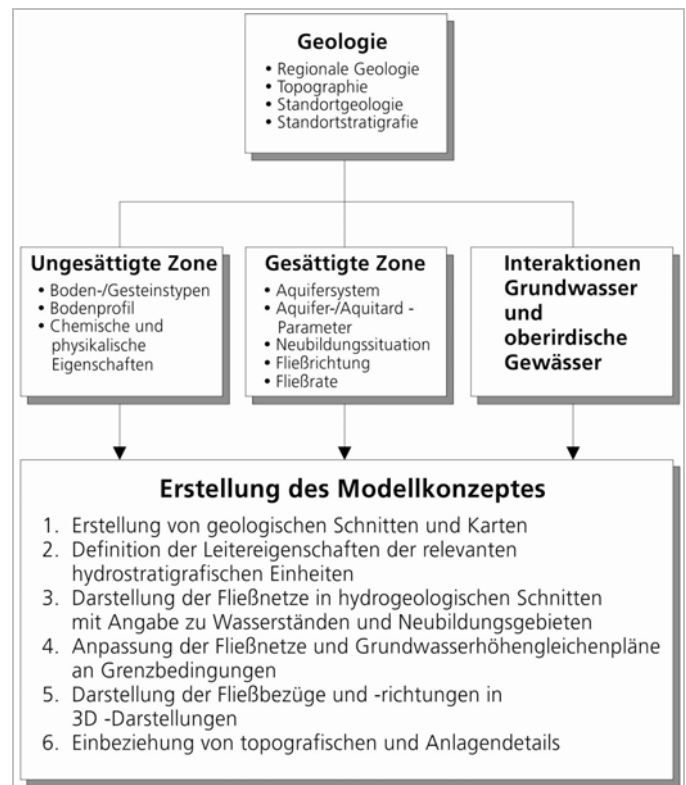 Geologie
• Regionale Geologie
• Topographie
• Standortgeologie
• Standortstratigrafie
Ungesättigte Zone
• Boden-/Gesteinstypen
• Bodenprofil
• Chemische und
physikalische
Eigenschaften
Gesättigte Zone
• Aquifersystem
• Aquifer-/Aquitard -
Parameter
• Neubildungssituation
• Fließrichtung
• Fließrate
Interaktionen
Grundwasser
und
oberirdische
Gewässer
Erstellung des Modellkonzeptes
1. Erstellung von geologischen Schnitten und Karten
2. Definition der Leitereigenschaften der relevanten
hydrostratigrafischen Einheiten
3. Darstellung der Fließnetze in hydrogeologischen Schnitten
mit Angabe zu Wasserständen und Neubildungsgebieten
4. Anpassung der Fließnetze und Grundwasserhöhengleichenpläne
an Grenzbedingungen
5. Darstellung der Fließbezüge und -richtungen in
3D -Darstellungen
6. Einbeziehung von topografischen und Anlagendetails